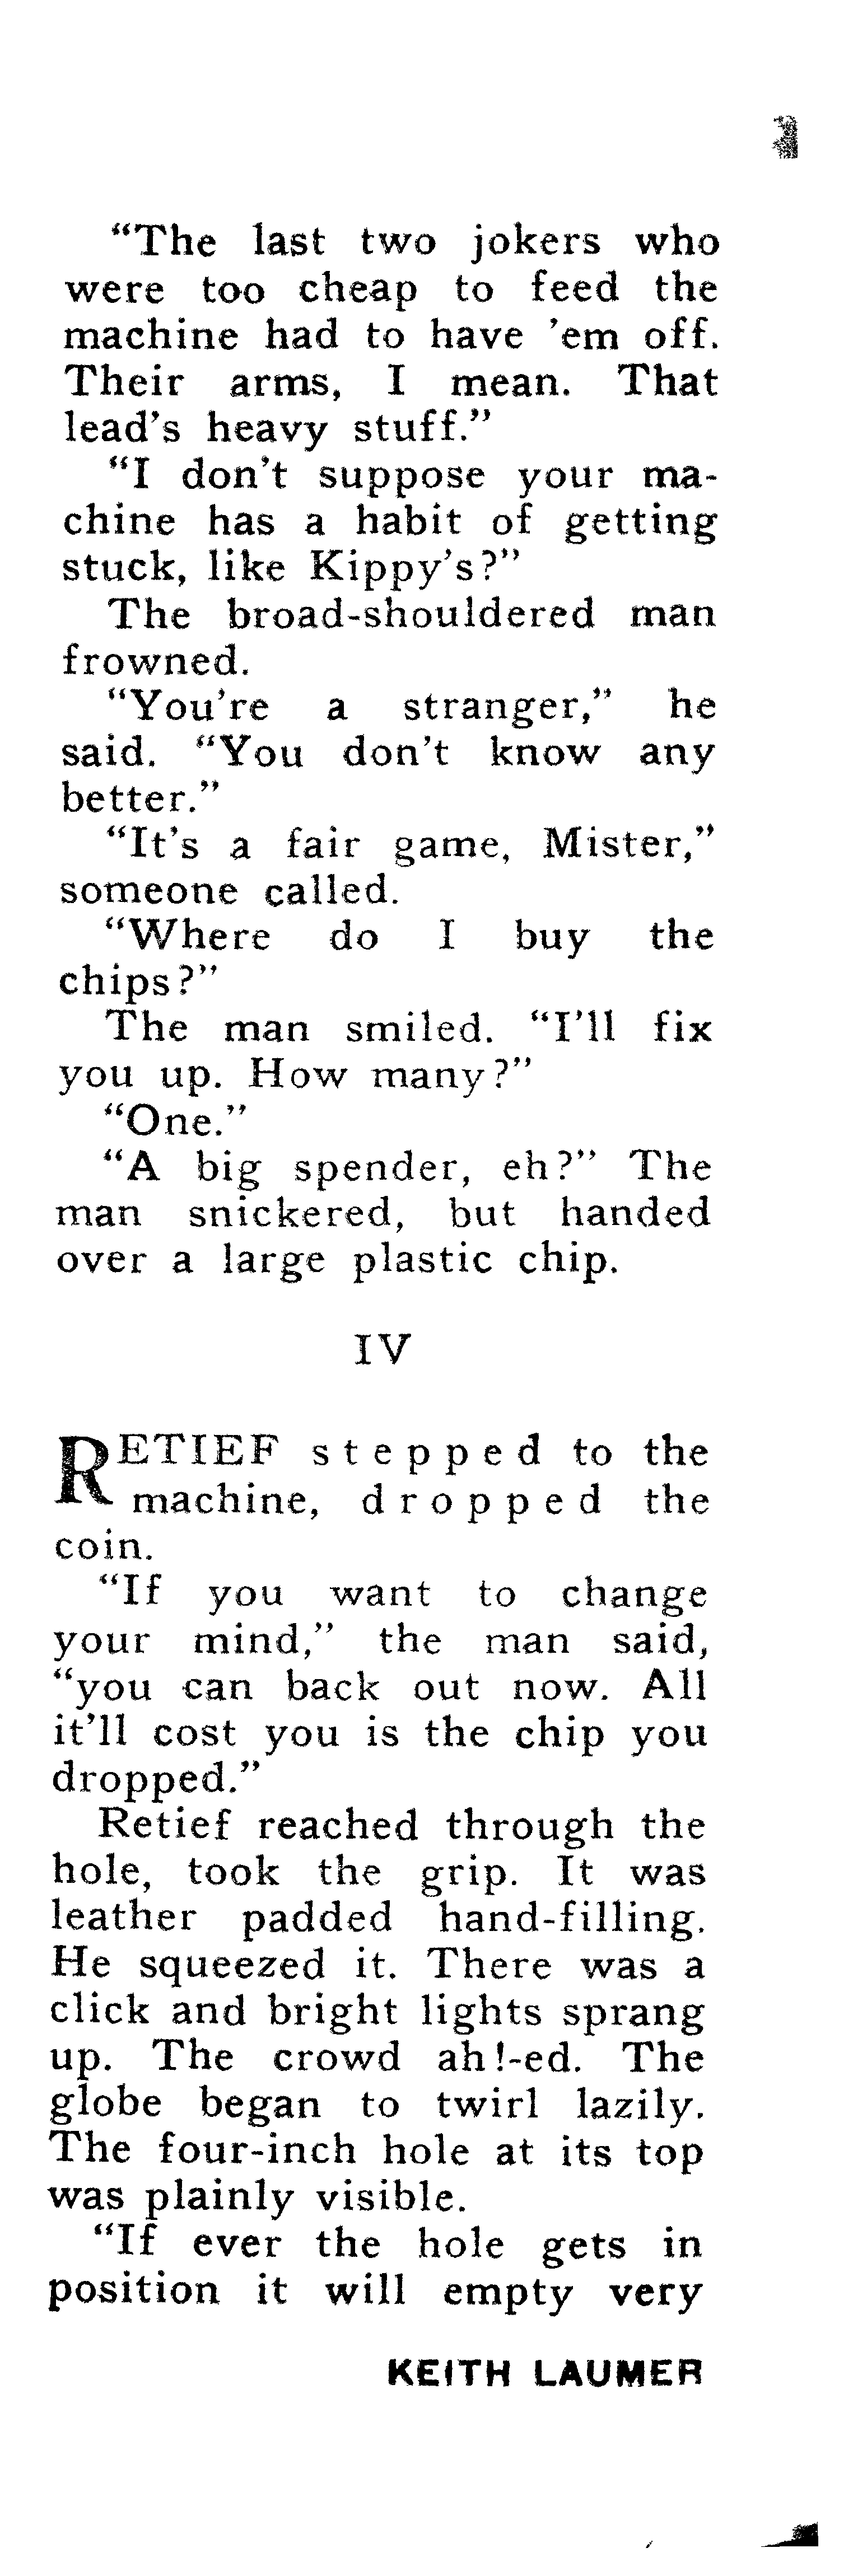 “The last two jokers who
were too cheap to feed the
machine had to have ’em off.
Their arms, I mean. That
lead’s heavy stuff.”
“I don’t suppose your ma-
chine has a habit of getting
stuck, like Kippy’s?”
The broad-shouldered man
frowned.
“You’re a stranger,” he
said. “You don’t know any
better.”
“It’s a fair game, Mister,”
someone called.
“Where do I buy the
chips?”
The man smiled. “I’ll fix
you up. How many?”
“One.”
“A big spender, eh?” The
man snickered, but handed
over a large plastic chip.
IV
RETIEF stepped to the
machine, dropped the
coin.
“If you want to change
your mind,” the man said,
“you can back out now. All
it’ll cost you is the chip you
dropped.”
Retief reached through the
hole, took the grip. It was
leather padded hand-filling.
He squeezed it. There was a
click and bright lights sprang
up. The crowd ah!-ed. The
globe began to twirl lazily.
The four-inch hole at its top
was plainly visible.
“If ever the hole gets in
position it will empty very
KEITH LAUMER